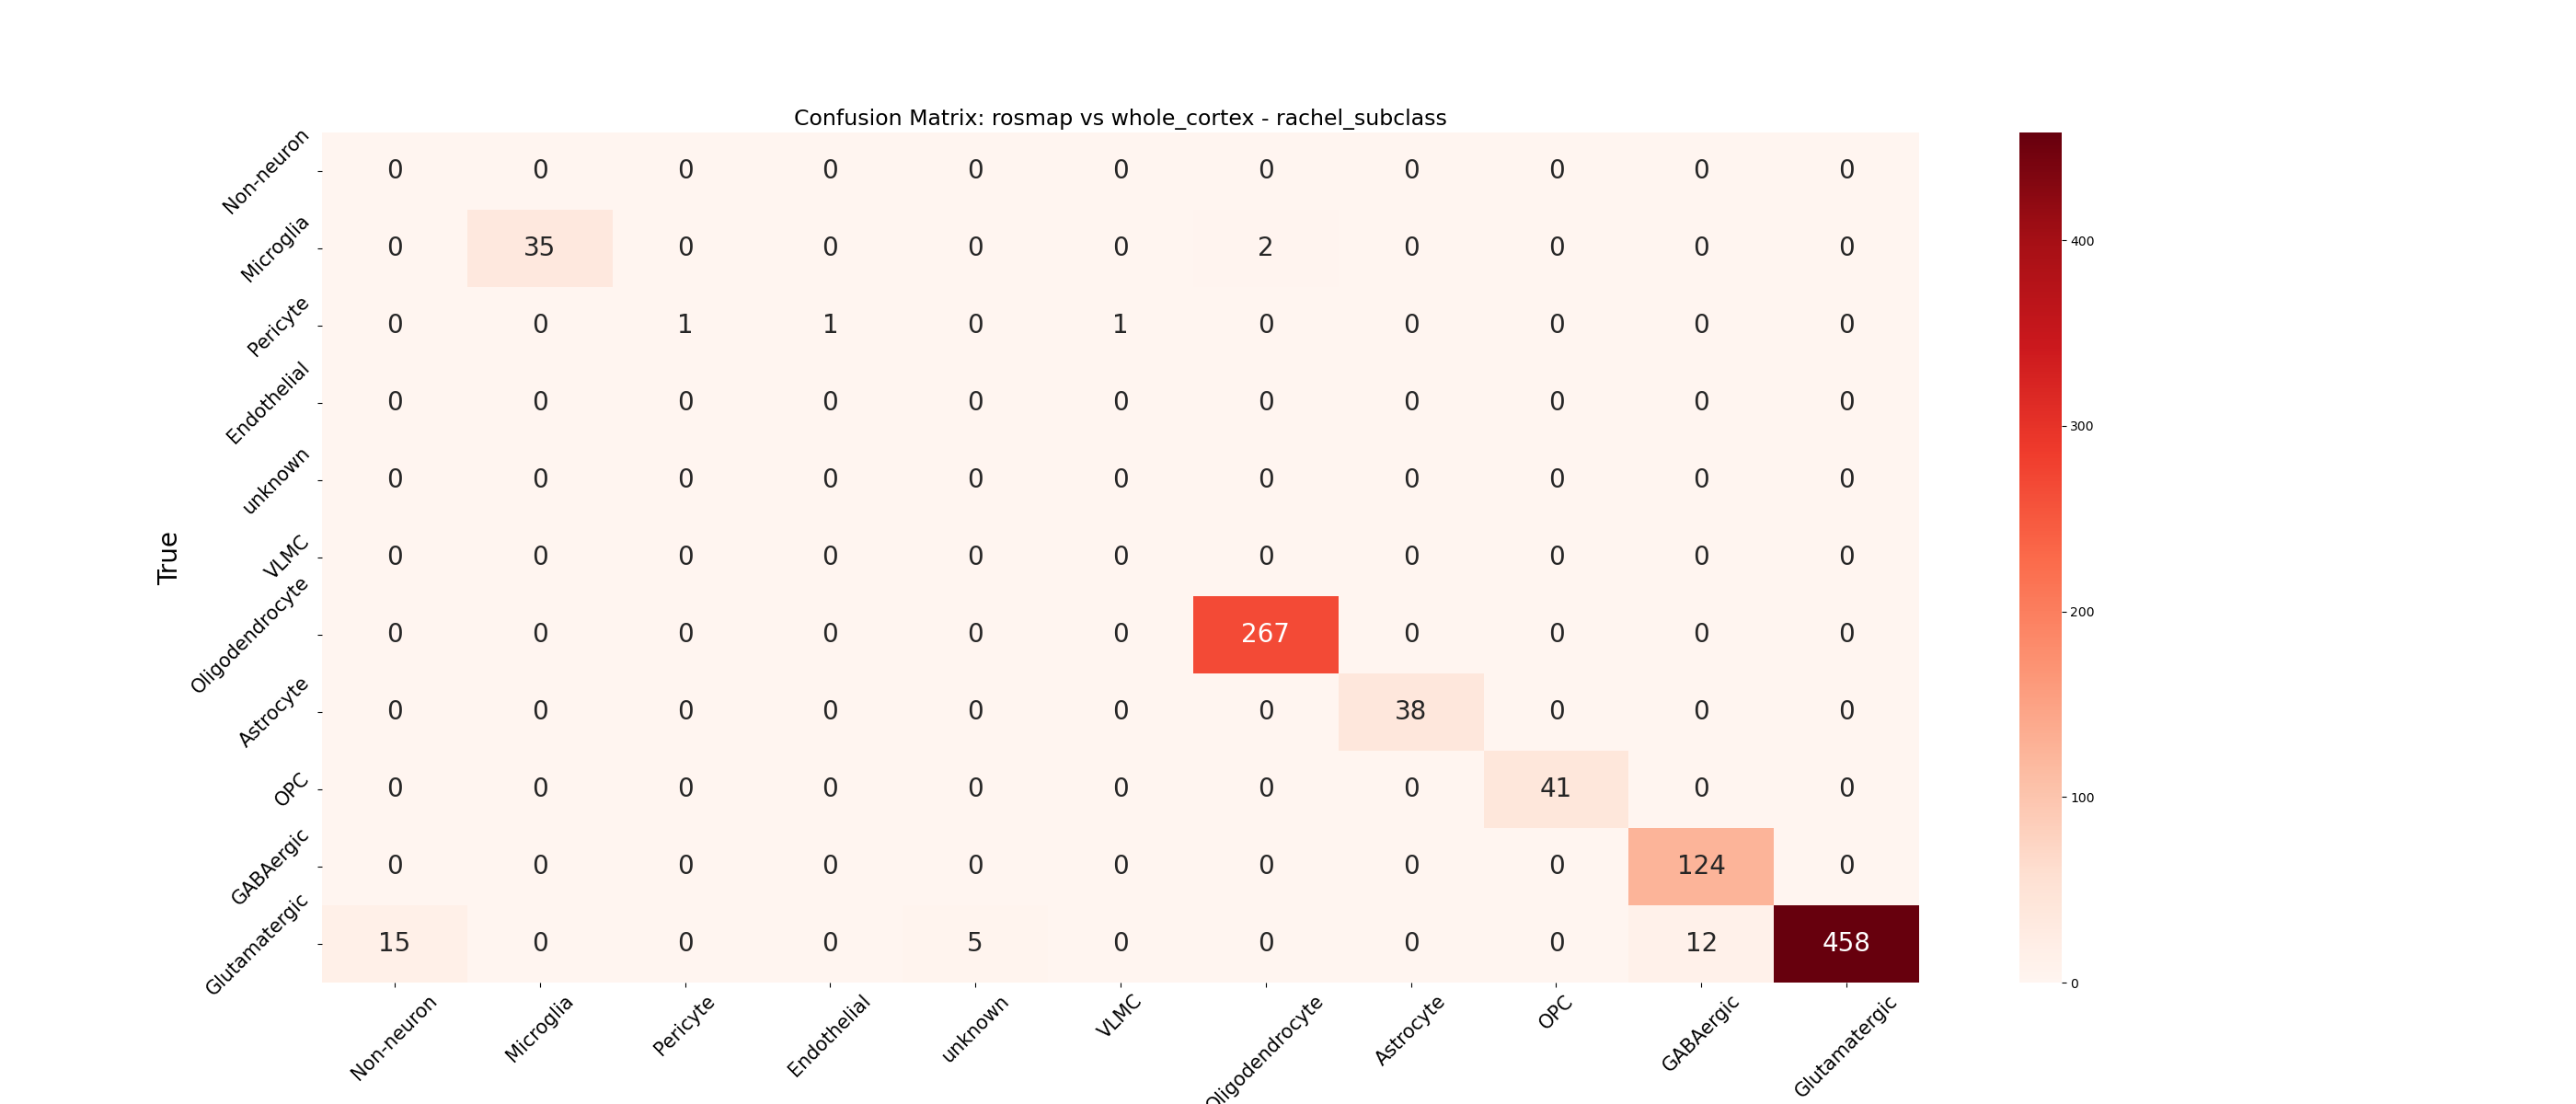 Confusion Matrix: rosmap vs whole_cortex - rachel_subclass
True
Non-neuron 0 0 0 0 0 0 0 0 0 0 0
Microglia 0 35 0 0 0 0 2 0 0 0 0
Pericyte 0 0 1 1 0 1 0 0 0 0 0
Endothelial 0 0 0 0 0 0 0 0 0 0 0
unknown 0 0 0 0 0 0 0 0 0 0 0
VLMC 0 0 0 0 0 0 0 0 0 0 0
Oligodendrocyte 0 0 0 0 0 0 267 0 0 0 0
Astrocyte 0 0 0 0 0 0 0 38 0 0 0
OPC 0 0 0 0 0 0 0 0 41 0 0
GABAergic 0 0 0 0 0 0 0 0 0 124 0
Glutamatergic 15 0 0 0 5 0 0 0 0 12 458
Non-neuron Microglia Pericyte Endothelial unknown VLMC Oligodendrocyte Astrocyte OPC GABAergic Glutamatergic
400
300
200
100
0